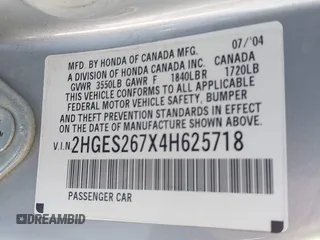 MFD. BY HONDA OF CANADA MFG. 07/'04
A DIVISION OF HONDA CANADA INC. CANADA
GVWR 3550LB GAWR F 1840LB R 1720LB
THIS VEHICLE CONFORMS TO ALL APPLICABLE
FEDERAL MOTOR VEHICLE SAFETY AND BUMPER
STANDARDS IN EFFECT ON THE DATE OF
MANUFACTURE SHOWN ABOVE.
V.I.N. 2HGES267X4H625718
PASSENGER CAR
DREAMBID